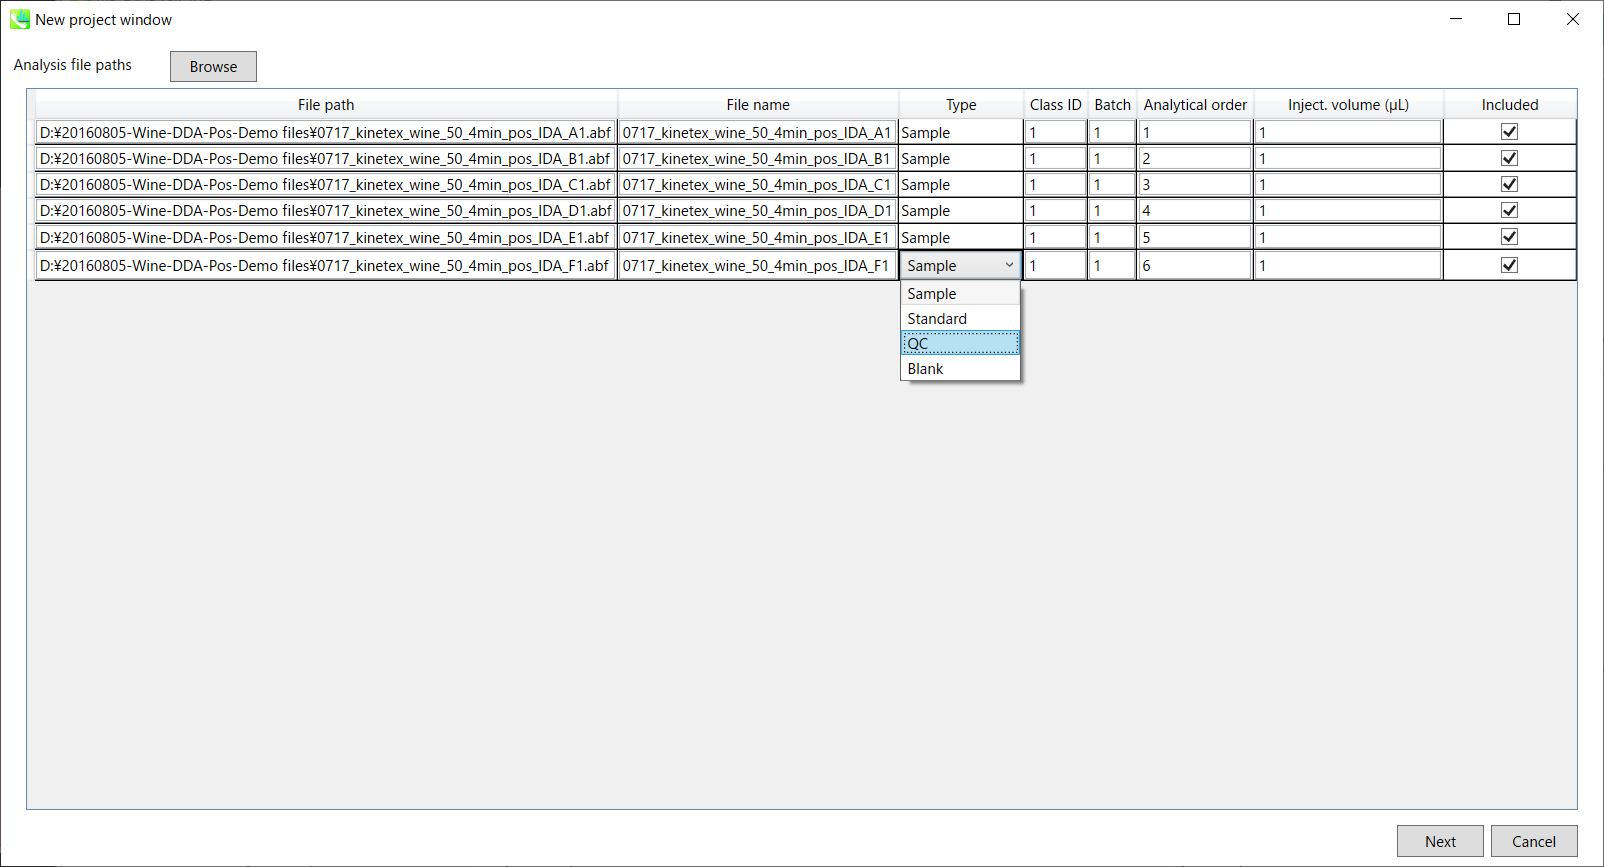 New project window
Analysis file paths Browse
File path File name Type Class ID Batch Analytical order Inject. volume (μL) Included
D:¥20160805-Wine-DDA-Pos-Demo files¥0717_kinetex_wine_50_4min_pos_IDA_A1.abf 0717_kinetex_wine_50_4min_pos_IDA_A1 Sample 1 1 1 1
D:¥20160805-Wine-DDA-Pos-Demo files¥0717_kinetex_wine_50_4min_pos_IDA_B1.abf 0717_kinetex_wine_50_4min_pos_IDA_B1 Sample 1 1 2 1
D:¥20160805-Wine-DDA-Pos-Demo files¥0717_kinetex_wine_50_4min_pos_IDA_C1.abf 0717_kinetex_wine_50_4min_pos_IDA_C1 Sample 1 1 3 1
D:¥20160805-Wine-DDA-Pos-Demo files¥0717_kinetex_wine_50_4min_pos_IDA_D1.abf 0717_kinetex_wine_50_4min_pos_IDA_D1 Sample 1 1 4 1
D:¥20160805-Wine-DDA-Pos-Demo files¥0717_kinetex_wine_50_4min_pos_IDA_E1.abf 0717_kinetex_wine_50_4min_pos_IDA_E1 Sample 1 1 5 1
D:¥20160805-Wine-DDA-Pos-Demo files¥0717_kinetex_wine_50_4min_pos_IDA_F1.abf 0717_kinetex_wine_50_4min_pos_IDA_F1 Sample 1 1 6 1
Sample
Standard
QC
Blank
Next Cancel